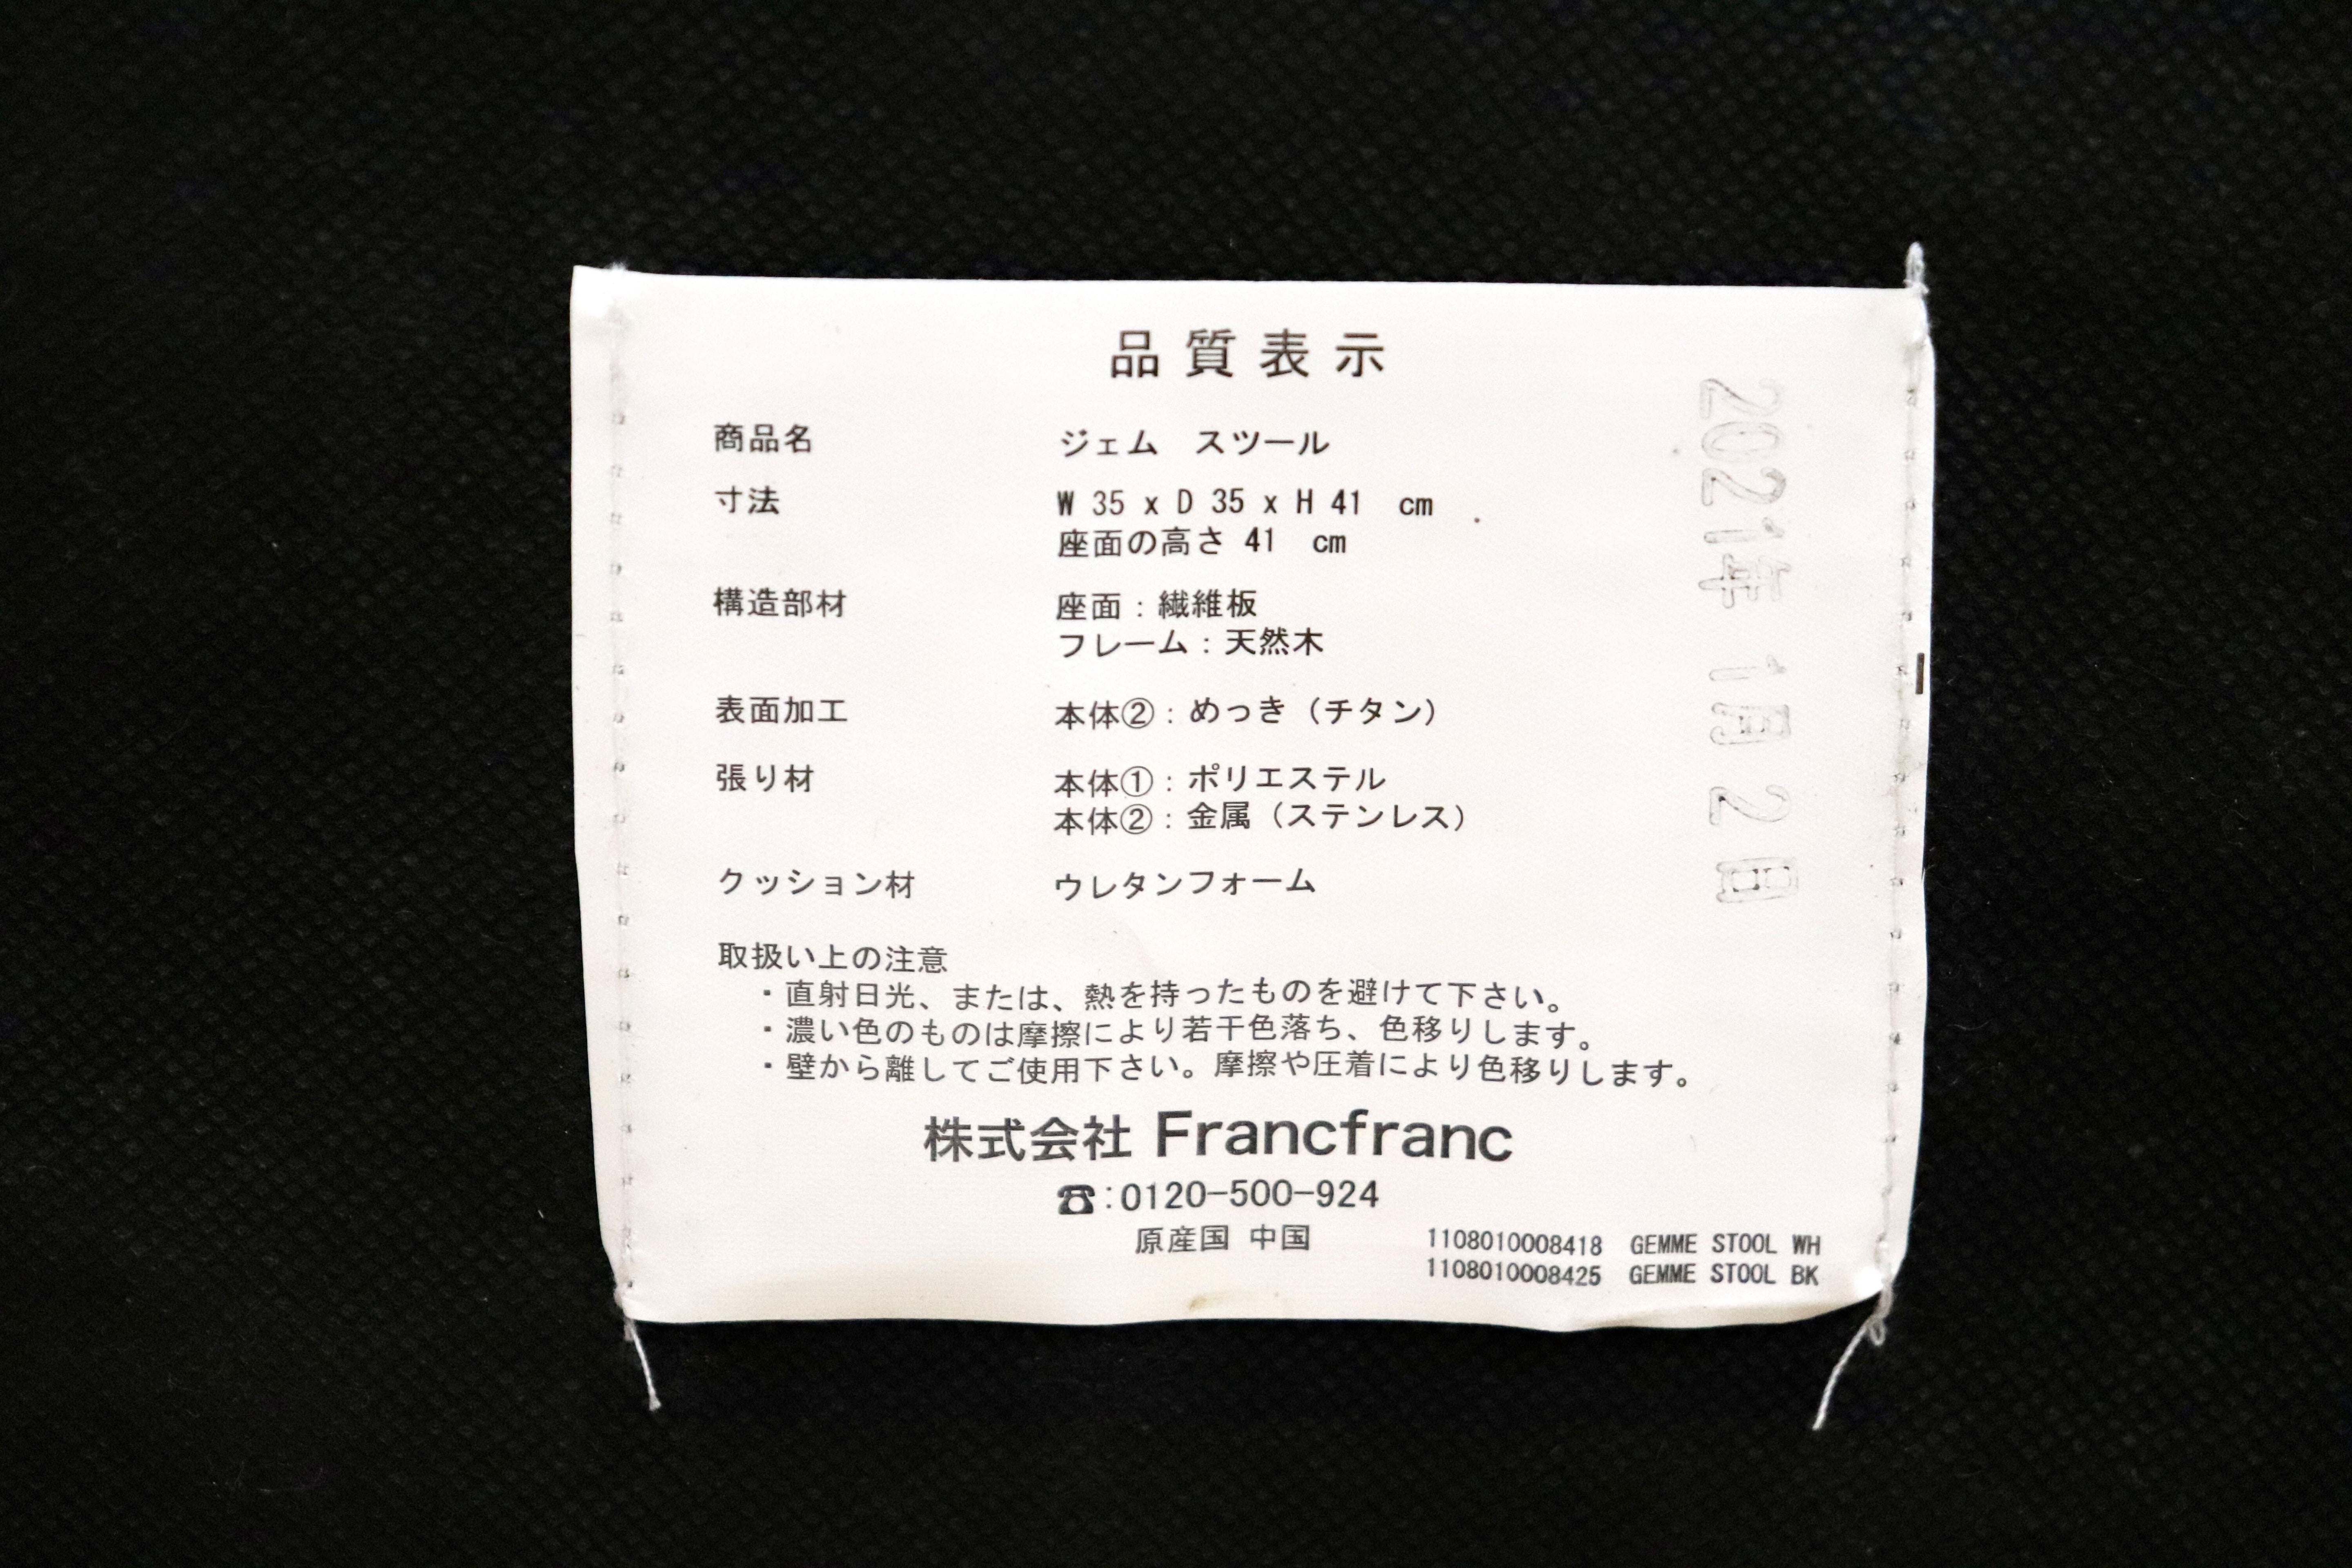 品質表示
商品名 ジェム スツール
寸法 W 35 x D 35 x H 41 cm
座面の高さ 41 cm
構造部材 座面：繊維板
フレーム：天然木
表面加工 本体②：めっき（チタン）
張り材 本体①：ポリエステル
本体②：金属（ステンレス）
クッション材 ウレタンフォーム
取扱い上の注意
・直射日光、または、熱を持ったものを避けて下さい。
・濃い色のものは摩擦により若干色落ち、色移りします。
・壁から離してご使用下さい。摩擦や圧着により色移りします。
株式会社 Francfranc
☎:0120-500-924
原産国 中国
1108010008418 GEMME STOOL WH
1108010008425 GEMME STOOL BK
2021年 1月 2日